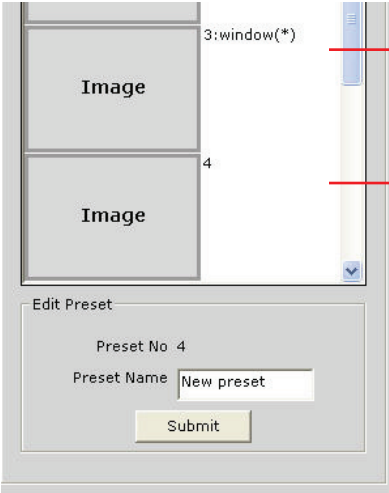 3:window(*)
Image
4
Image
Edit Preset
Preset No 4
Preset Name New preset
Submit